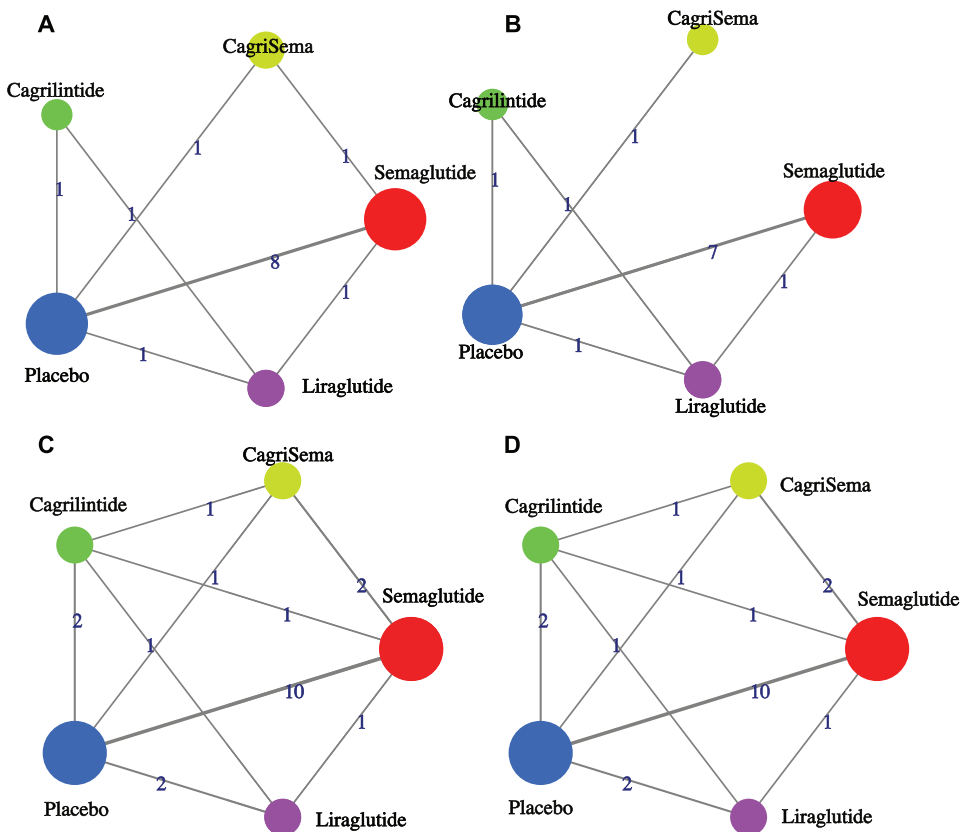 A
CagriSema
Cagrilintide
1
1
1
1
Semaglutide
8
1
1
Placebo
Liraglutide
B
CagriSema
Cagrilintide
1
1
1
Semaglutide
7
1
1
Placebo
Liraglutide
C
CagriSema
Cagrilintide
1
2
1
2
1
Semaglutide
1
10
1
2
Placebo
Liraglutide
D
CagriSema
Cagrilintide
1
2
1
2
1
Semaglutide
1
10
1
2
Placebo
Liraglutide